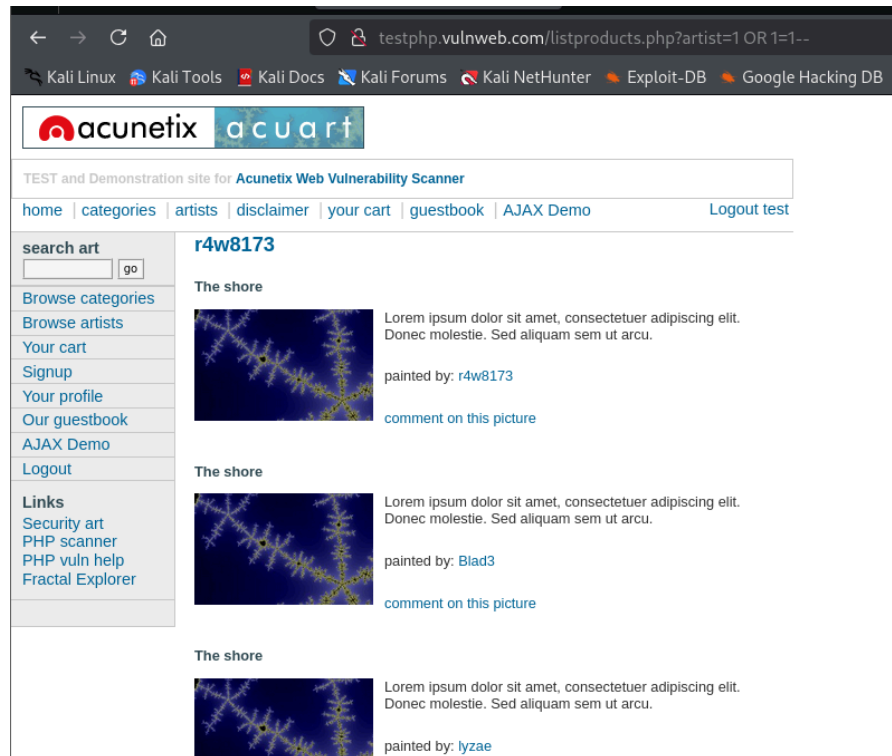 testphp.vulnweb.com/listproducts.php?artist=1 OR 1=1--
Kali Linux Kali Tools Kali Docs Kali Forums Kali NetHunter Exploit-DB Google Hacking DB
acunetix acuart
TEST and Demonstration site for Acunetix Web Vulnerability Scanner
home | categories | artists | disclaimer | your cart | guestbook | AJAX Demo Logout test
search art
go
Browse categories
Browse artists
Your cart
Signup
Your profile
Our guestbook
AJAX Demo
Logout
Links
Security art
PHP scanner
PHP vuln help
Fractal Explorer
r4w8173
The shore
Lorem ipsum dolor sit amet, consectetuer adipiscing elit.
Donec molestie. Sed aliquam sem ut arcu.
painted by: r4w8173
comment on this picture
The shore
Lorem ipsum dolor sit amet, consectetuer adipiscing elit.
Donec molestie. Sed aliquam sem ut arcu.
painted by: Blad3
comment on this picture
The shore
Lorem ipsum dolor sit amet, consectetuer adipiscing elit.
Donec molestie. Sed aliquam sem ut arcu.
painted by: lyzae